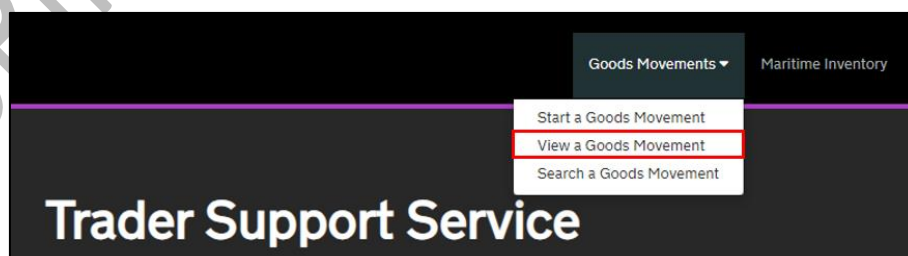 Goods Movements ▾ Maritime Inventory
Start a Goods Movement
View a Goods Movement
Search a Goods Movement
Trader Support Service